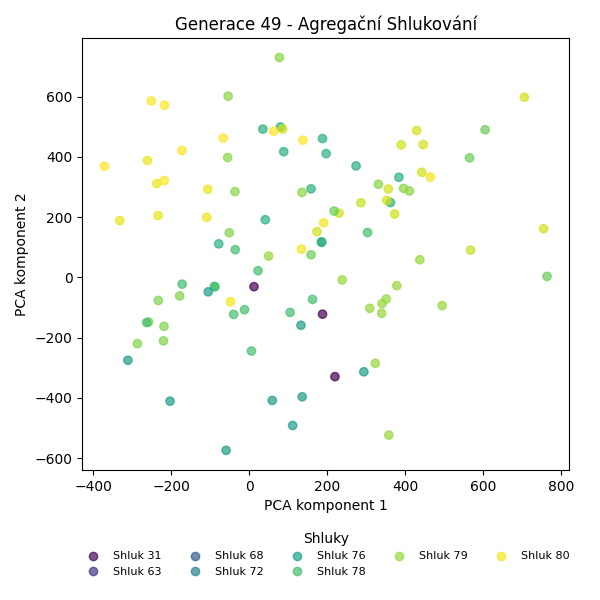 Generace 49 - Agregační Shlukování
PCA komponent 2
600
400
200
0
−200
−400
−600
−400 −200 0 200 400 600 800
PCA komponent 1
Shluky
Shluk 31 Shluk 68 Shluk 76 Shluk 79 Shluk 80
Shluk 63 Shluk 72 Shluk 78